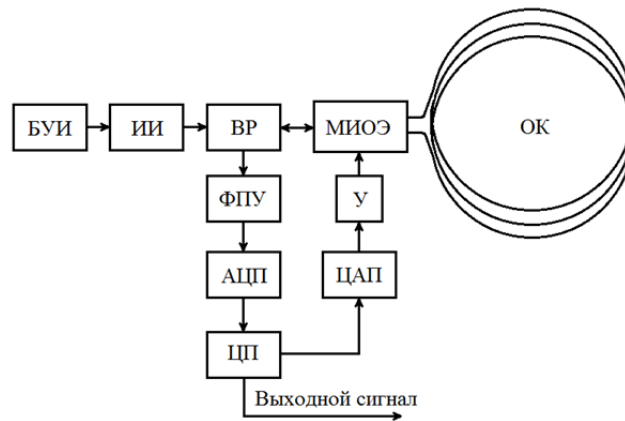 БУИ
ИИ
ВР
МИОЭ
ОК
ФПУ
У
АЦП
ЦАП
ЦП
Выходной сигнал